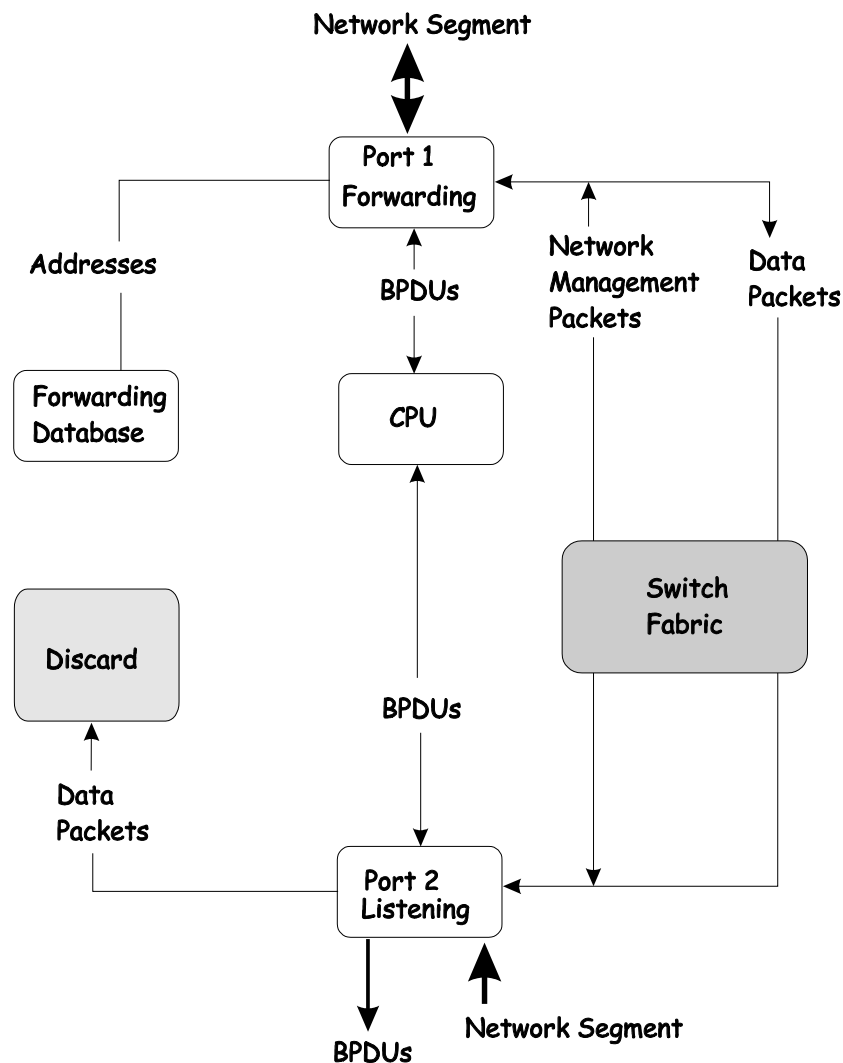 Network Segment
Port 1
Forwarding
Addresses
BPDUs
Network
Management
Packets
Data
Packets
Forwarding
Database
CPU
Switch
Fabric
Discard
BPDUs
Data
Packets
Port 2
Listening
Network Segment
BPDUs